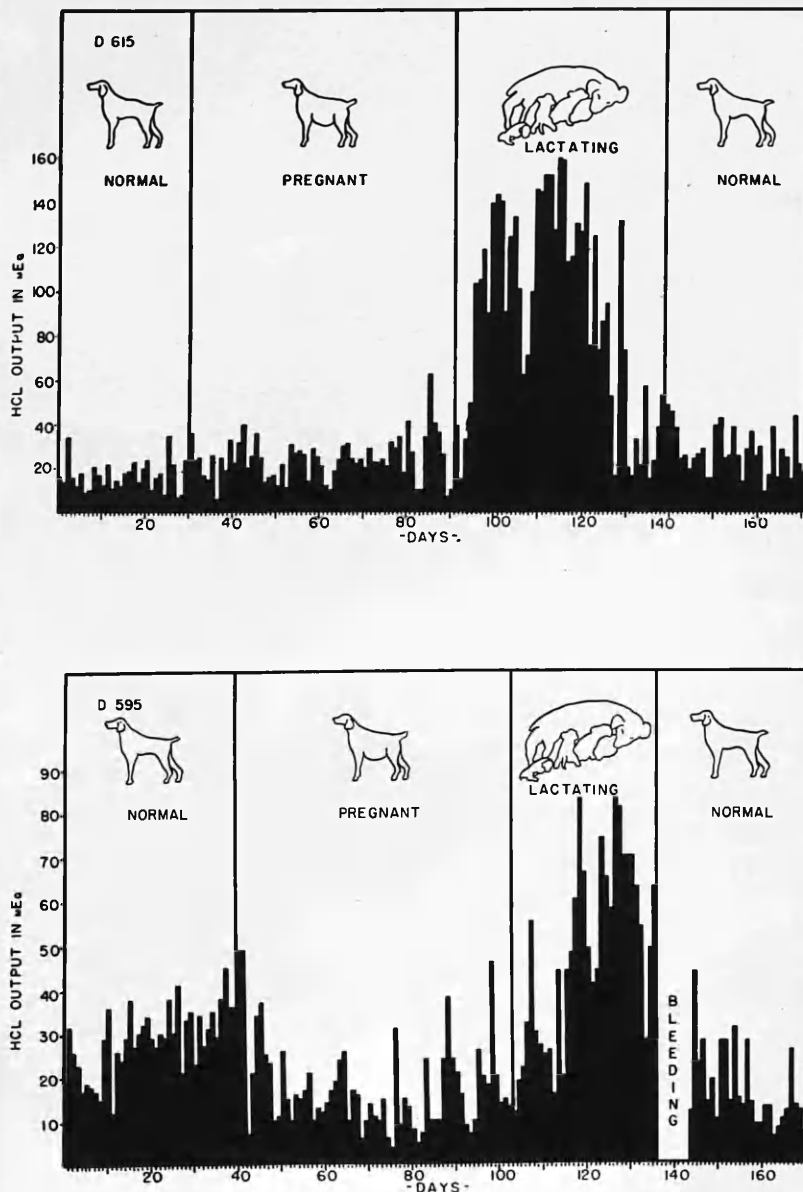 D 615
LACTATING
NORMAL PREGNANT NORMAL
160
140
120
100
80
60
40
20
HCL OUTPUT IN mEq
20 40 60 80 100 120 140 160
-DAYS-
D 595
LACTATING
NORMAL PREGNANT NORMAL
90
80
70
60
50
40
30
20
10
HCL OUTPUT IN mEq
BLEEDING
20 40 60 80 100 120 140 160
-DAYS-